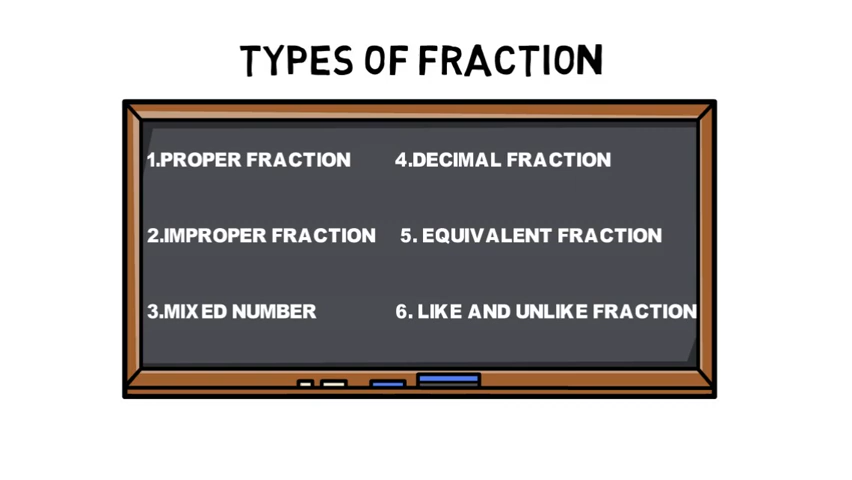 TYPES OF FRACTION
1.PROPER FRACTION
2.IMPROPER FRACTION
3.MIXED NUMBER
4.DECIMAL FRACTION
5. EQUIVALENT FRACTION
6. LIKE AND UNLIKE FRACTION